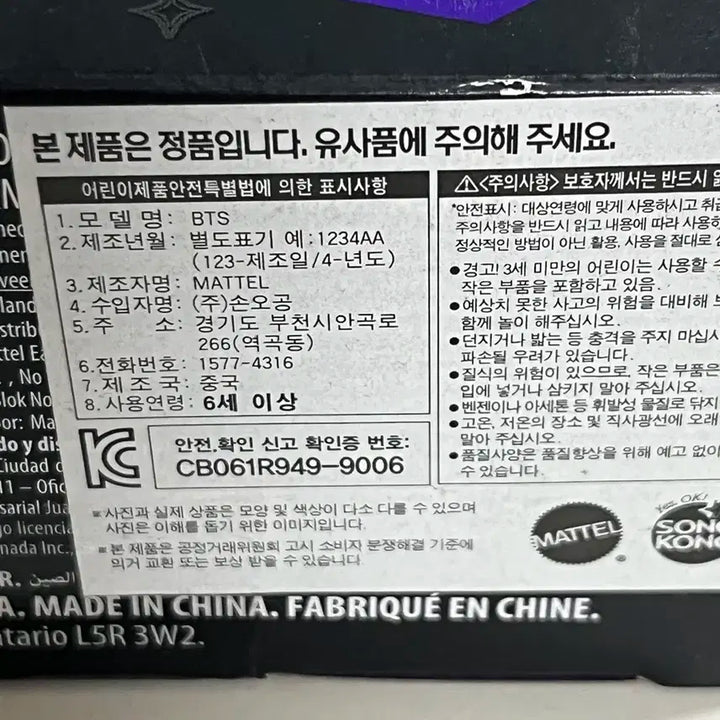 본 제품은 정품입니다. 유사품에 주의해 주세요.
어린이제품안전특별법에 의한 표시사항
1. 모 델 명: BTS
2. 제조년월: 별도표기 예:1234AA
(123-제조일/4-년도)
3. 제조자명: MATTEL
4. 수입자명: (주)손오공
5. 주 소: 경기도 부천시안곡로
266(역곡동)
6.전화번호: 1577-4316
7. 제 조 국: 중국
8. 사용연령: 6세 이상
안전.확인 신고 확인증 번호:
CB061R949-9006
⚠<주의사항> 보호자께서는 반드시
*안전표시: 대상연령에 맞게 사용하시고
주의사항을 반드시 읽고 내용에 따라
정상적인 방법이 아닌 활용, 사용을 절대로
●경고! 3세 미만의 어린이는 사용할
작은 부품을 포함하고 있음.
●예상치 못한 사고의 위험을 대비해
함께 놀이 해주십시오.
●던지거나 밟는 등 충격을 주지
파손될 우려가 있습니다.
●질식의 위험이 있으므로, 작은 부품은
입에 넣거나 삼키지 말아 주십시오.
●벤젠이나 아세톤 등 휘발성 물질로 닦지
●고온, 저온의 장소 및 직사광선에 오래
말아 주십시오.
●품질사양은 품질향상을 위해 예고 없이
수 있습니다.
※사진과 실제 상품은 모양 및 색상이 다소 다를 수 있으며
사진은 이해를 돕기 위한 이미지입니다.
※본 제품은 공정거래위원회 고시 소비자 분쟁해결 기준에
의거 교환 또는 보상 받을 수 있습니다.
MATTEL
YES OK!
SONO
KONG
, No
do y
Ciudad
11 – Ofic
sarial
licencia
nada Inc.
R. الصين
A. MADE IN CHINA. FABRIQUÉ EN CHINE.
ntario L5R 3W2.